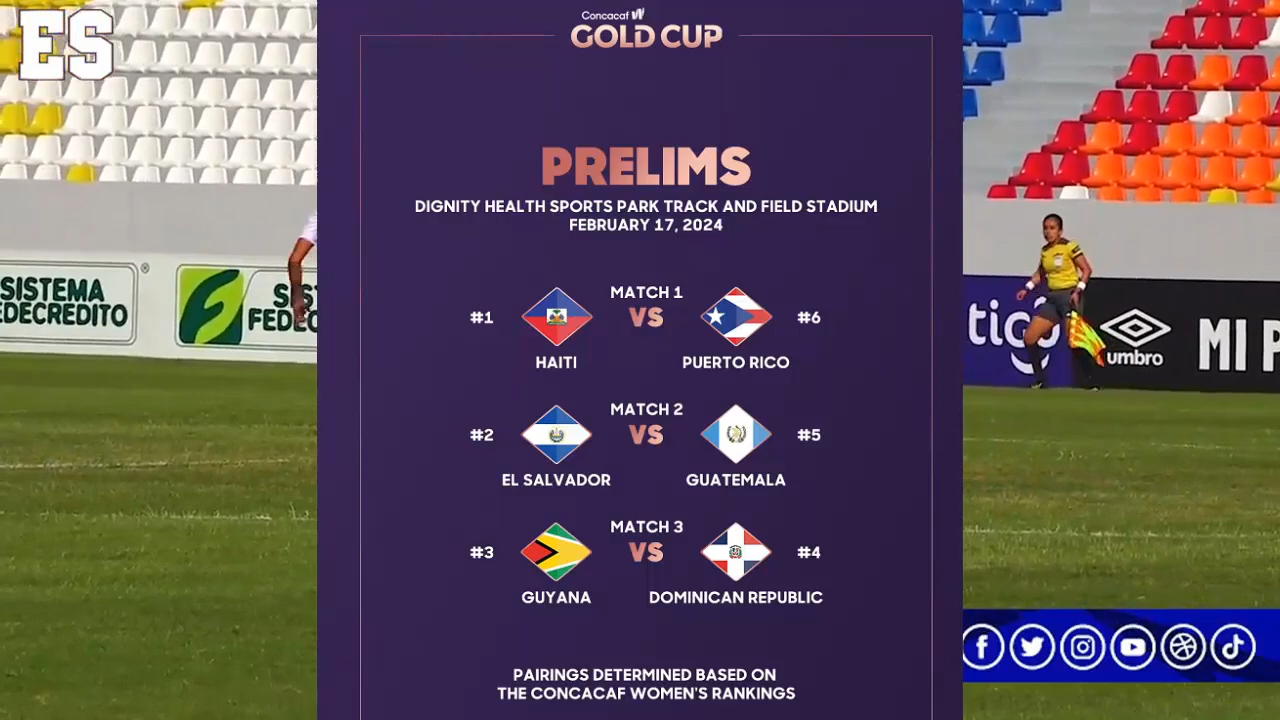 ES
Concacaf W
GOLD CUP
PRELIMS
DIGNITY HEALTH SPORTS PARK TRACK AND FIELD STADIUM
FEBRUARY 17, 2024
MATCH 1
#1 VS #6
HAITI PUERTO RICO
MATCH 2
#2 VS #5
EL SALVADOR GUATEMALA
MATCH 3
#3 VS #4
GUYANA DOMINICAN REPUBLIC
PAIRINGS DETERMINED BASED ON
THE CONCACAF WOMEN'S RANKINGS
SISTEMA
FEDECREDITO
tigo
umbro
MI